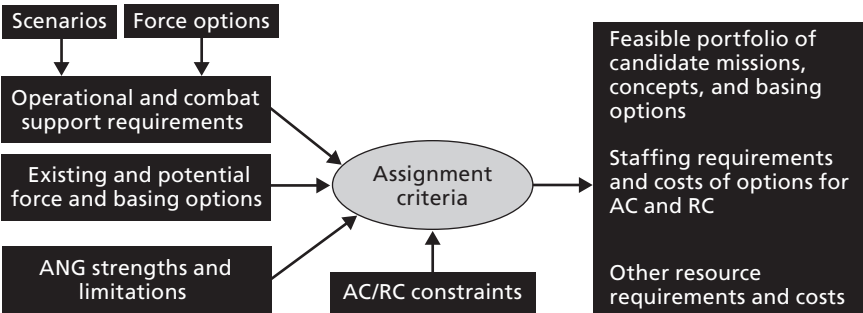 Scenarios
Force options
Operational and combat
support requirements
Existing and potential
force and basing options
ANG strengths and
limitations
Assignment
criteria
AC/RC constraints
Feasible portfolio of
candidate missions,
concepts, and basing
options
Staffing requirements
and costs of options for
AC and RC
Other resource
requirements and costs